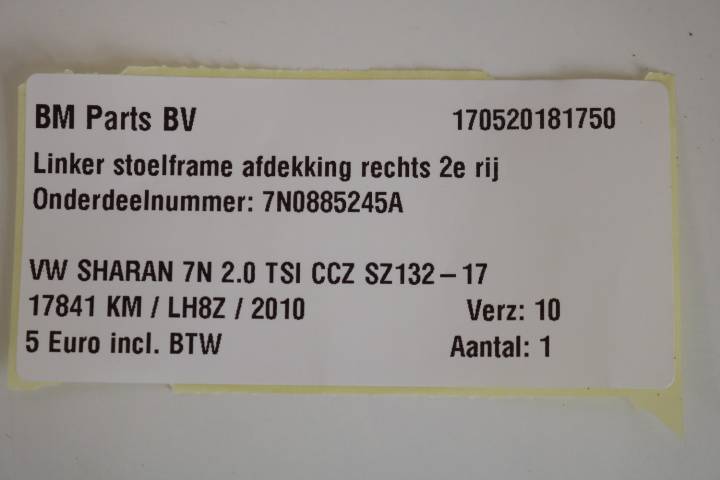 BM Parts BV 170520181750
Linker stoelframe afdekking rechts 2e rij
Onderdeelnummer: 7N0885245A
VW SHARAN 7N 2.0 TSI CCZ SZ132 – 17
17841 KM / LH8Z / 2010 Verz: 10
5 Euro incl. BTW Aantal: 1